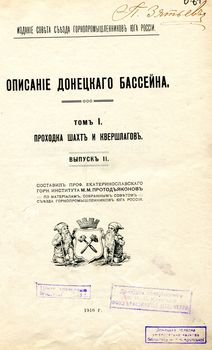 ИЗДАНІЕ СОВѢТА СЪѢЗДА ГОРНОПРОМЫШЛЕННИКОВЪ ЮГА РОССІИ.
ОПИСАНІЕ ДОНЕЦКАГО БАССЕЙНА.
ТОМЪ I.
ПРОХОДКА ШАХТЪ И КВЕРШЛАГОВЪ.
ВЫПУСКЪ II.
СОСТАВИЛЪ ПРОФ. ЕКАТЕРИНОСЛАВСКАГО
ГОРН. ИНСТИТУТА М.М.ПРОТОДЬЯКОНОВЪ
ПО МАТЕРІАЛАМЪ, СОБРАННЫМЪ СОВѢТОМЪ
СЪѢЗДА ГОРНОПРОМЫШЛЕННИКОВЪ ЮГА РОССІИ.
1916 г.